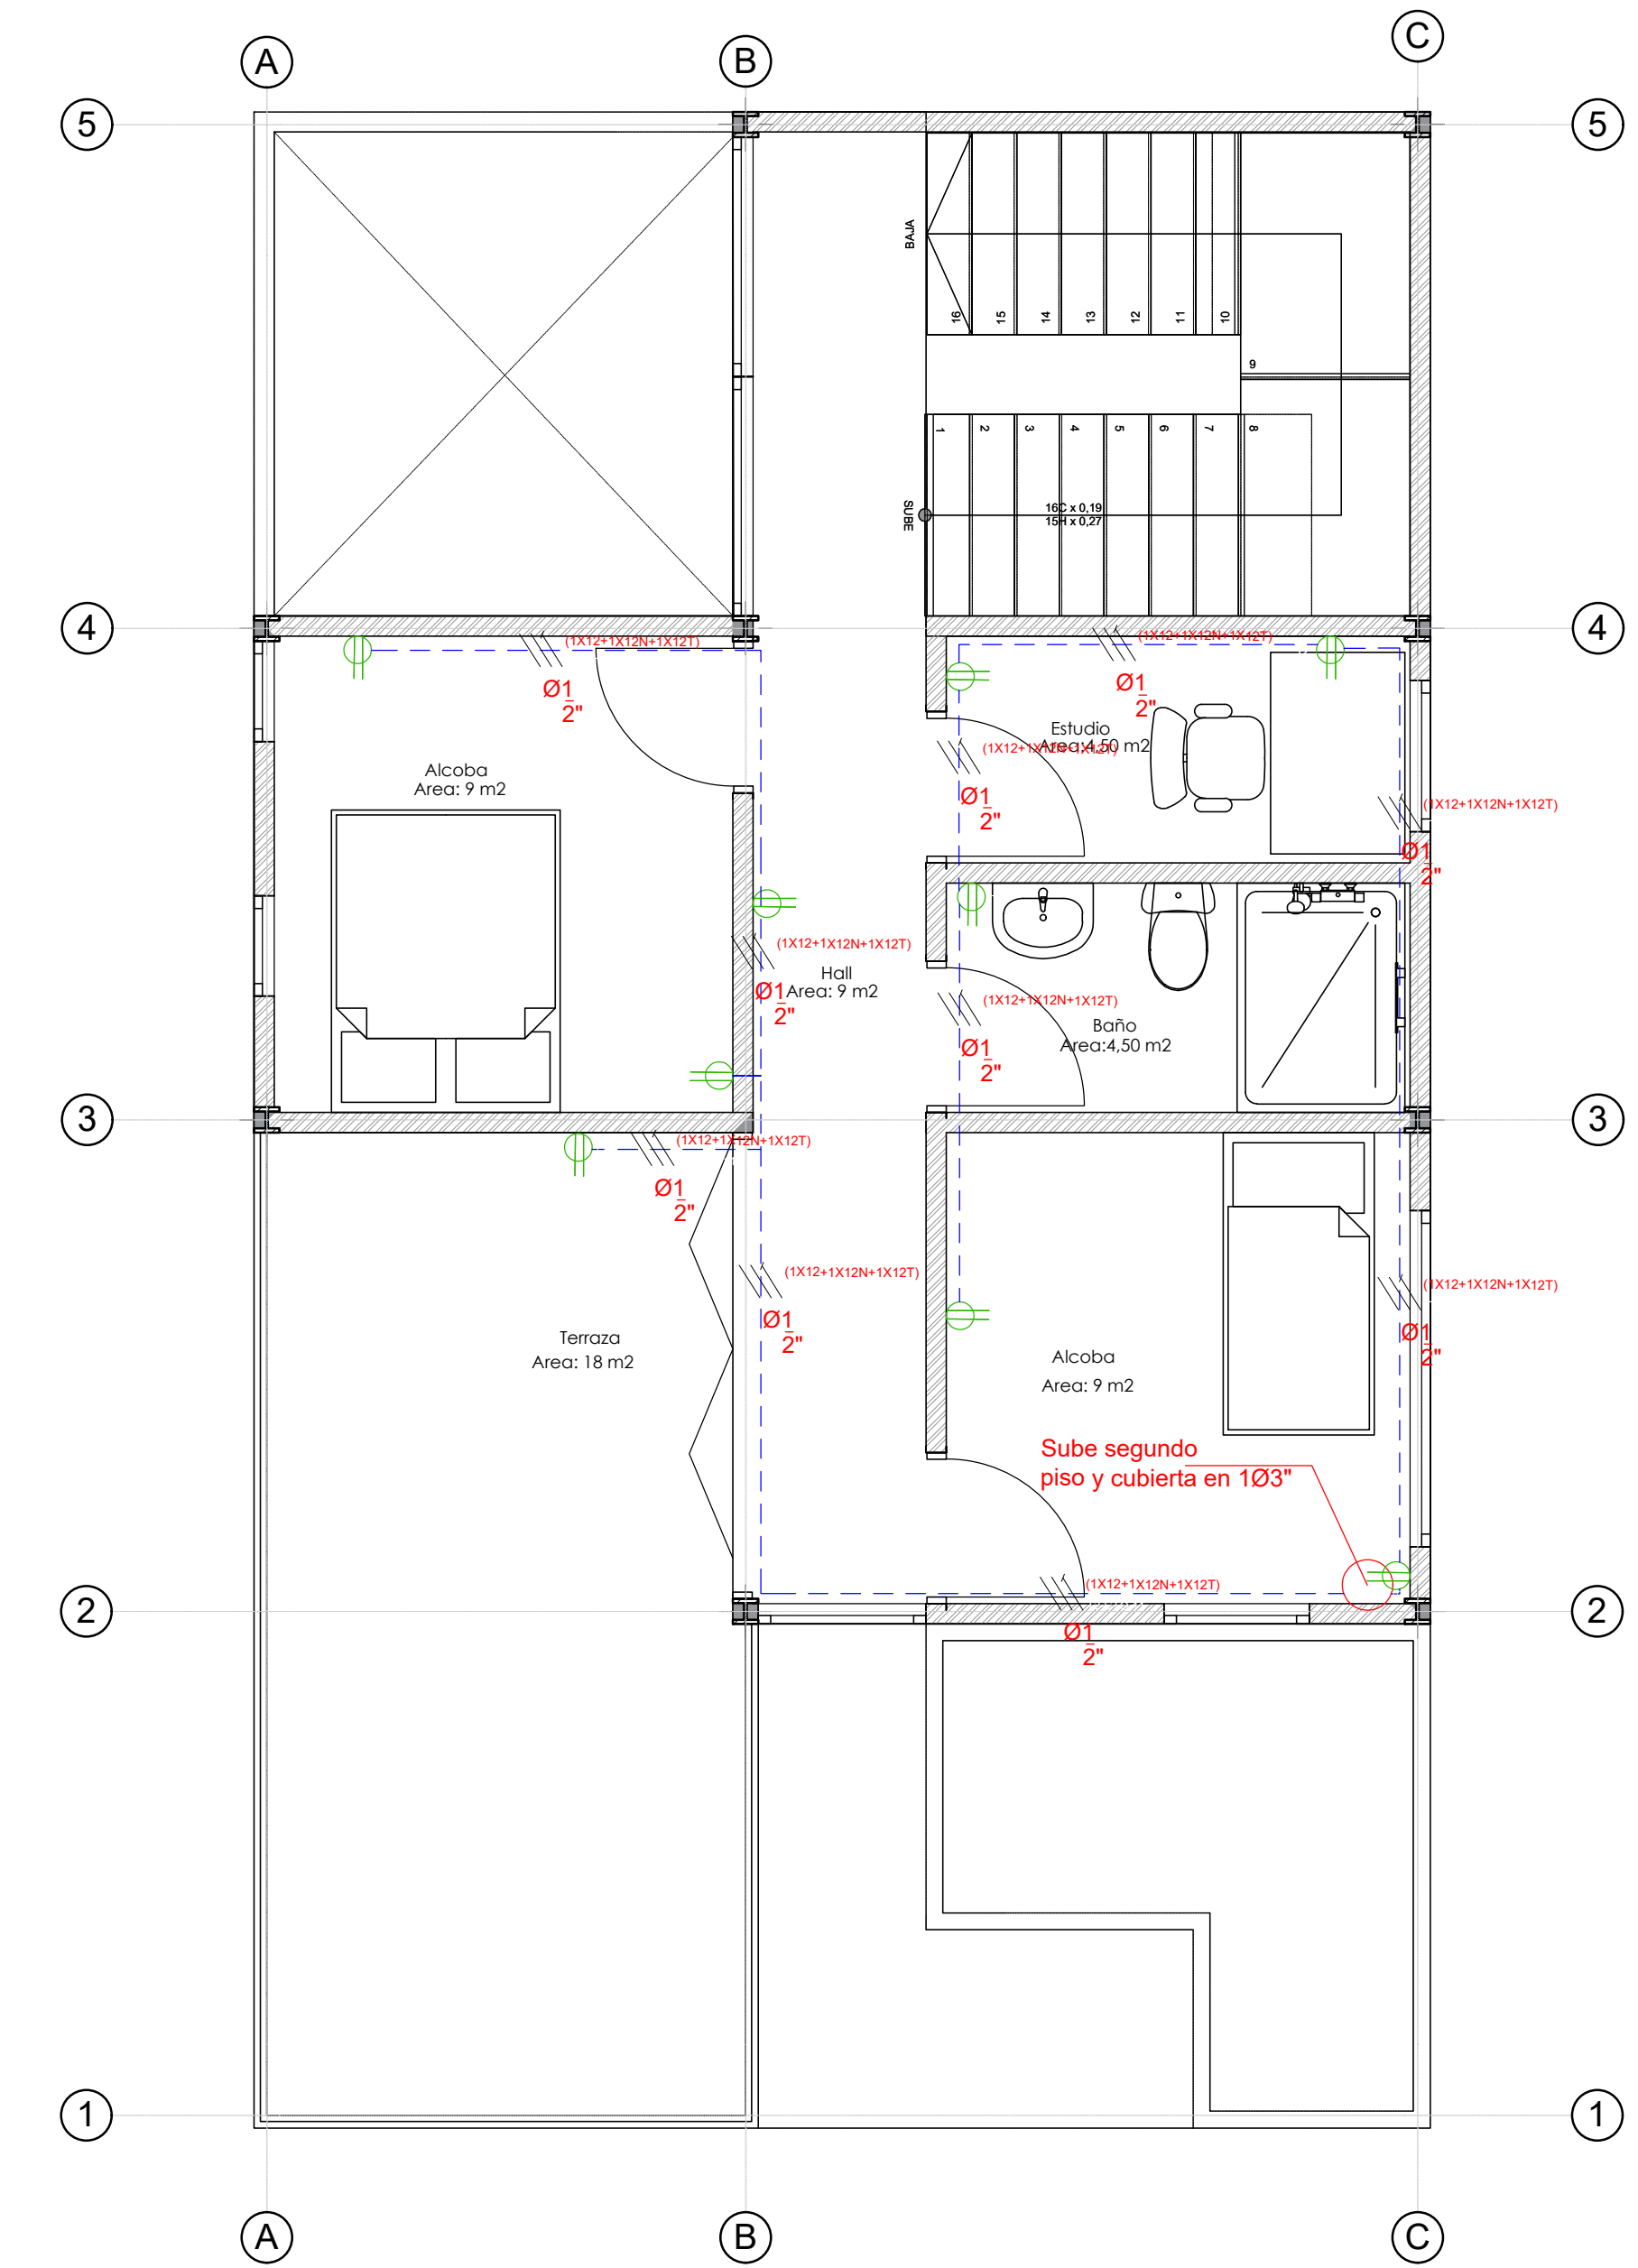 A
B
C
5
5
BAJA
16
15
14
13
12
11
10
9
1
2
3
4
5
6
7
8
SUBE
16C x 0,19
15H x 0,27
4
4
(1X12+1X12N+1X12T)
Ø1
2"
(1X12+1X12N+1X12T)
Ø1
2"
Estudio
Area:4,50 m2
(1X12+1X12N+1X12T)
Ø1
2"
Alcoba
Area: 9 m2
(1X12+1X12N+1X12T)
Ø1
2"
(1X12+1X12N+1X12T)
Ø1
2"
Hall
Area: 9 m2
(1X12+1X12N+1X12T)
Ø1
2"
Baño
Area:4,50 m2
3
3
(1X12+1X12N+1X12T)
Ø1
2"
(1X12+1X12N+1X12T)
Ø1
2"
(1X12+1X12N+1X12T)
Ø1
2"
Terraza
Area: 18 m2
Alcoba
Area: 9 m2
Sube segundo
piso y cubierta en 1Ø3"
(1X12+1X12N+1X12T)
Ø1
2"
2
2
1
1
A
B
C